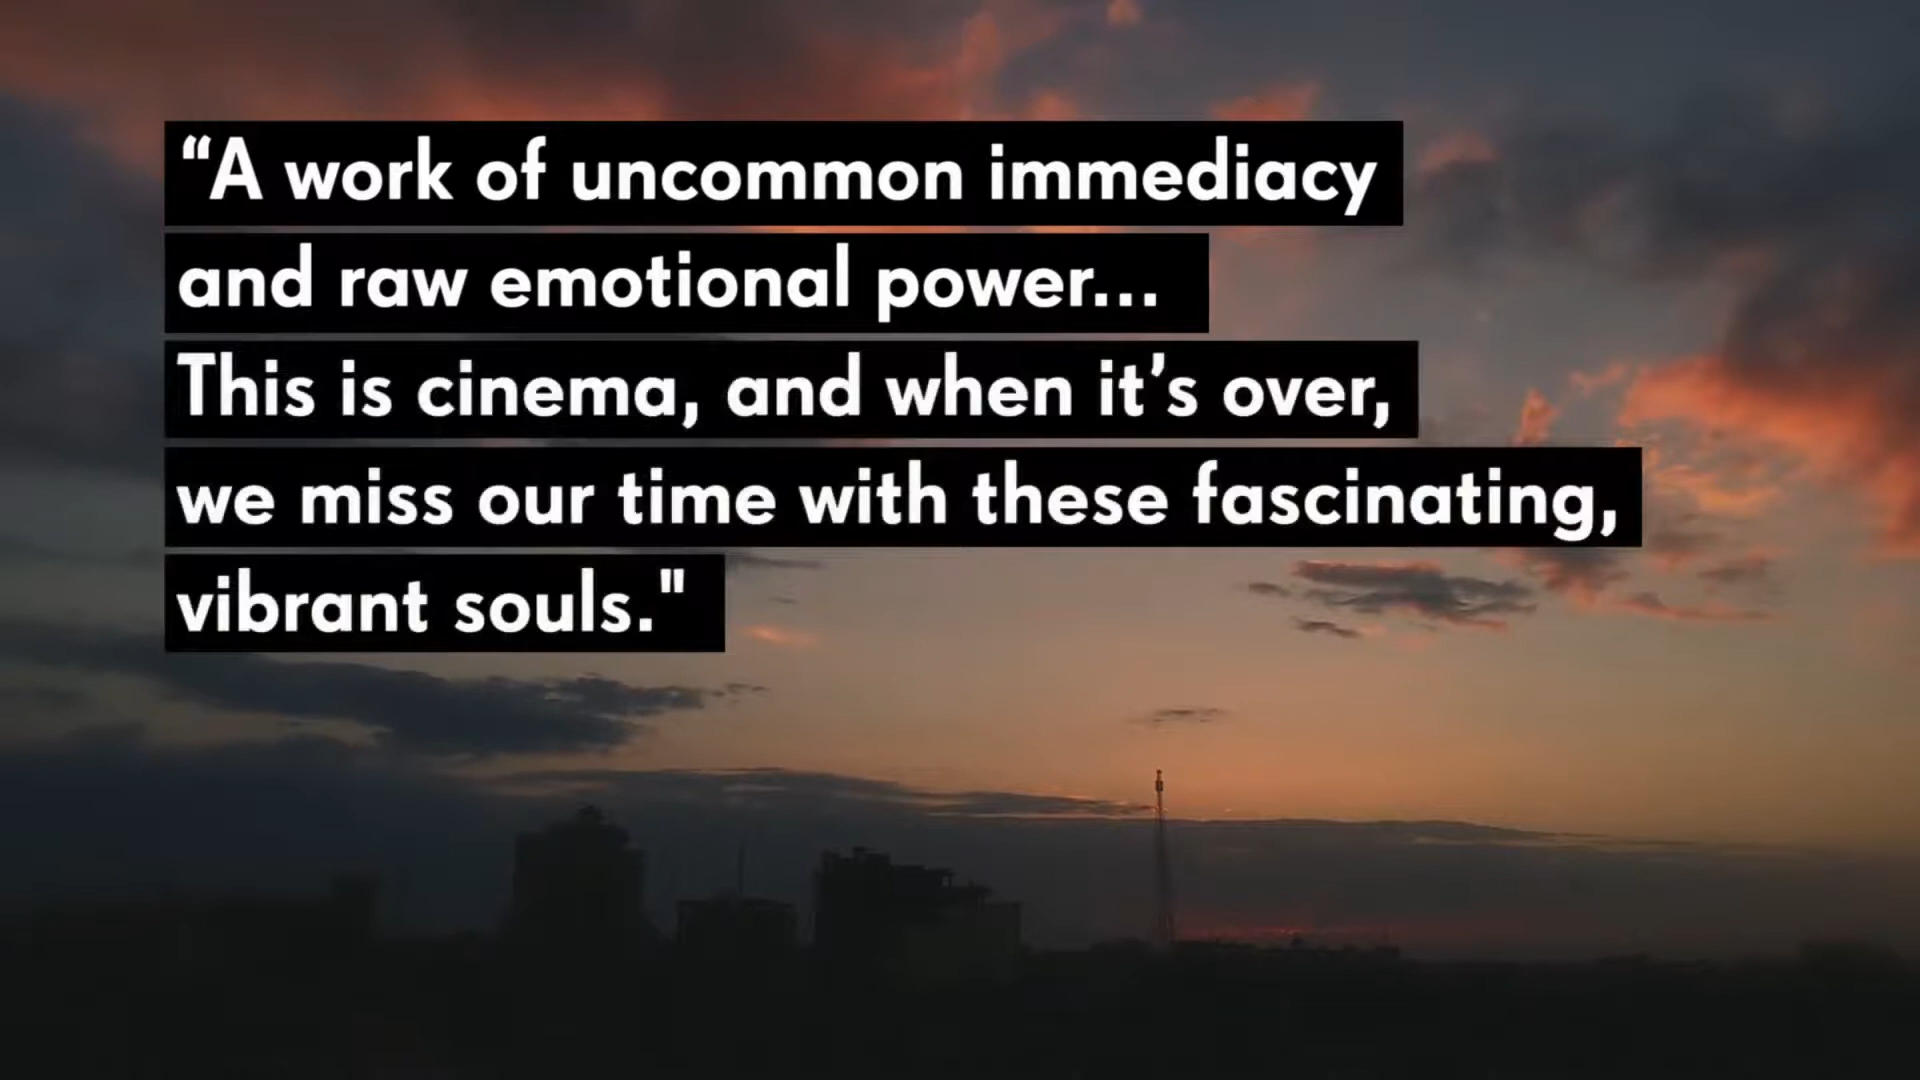 “A work of uncommon immediacy
and raw emotional power...
This is cinema, and when it’s over,
we miss our time with these fascinating,
vibrant souls."